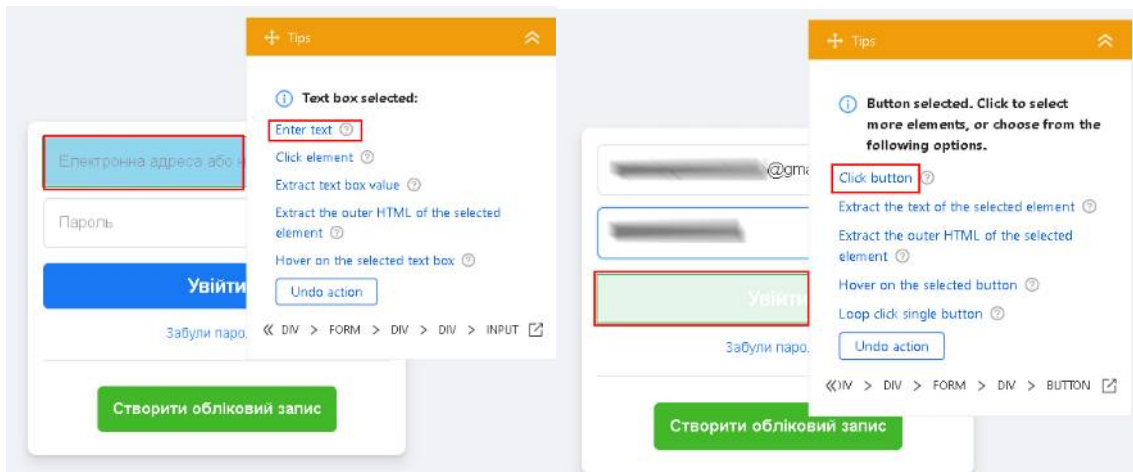 Tips
Text box selected:
Електронна адреса або
Enter text
Click element
Extract text box value
Пароль
Extract the outer HTML of the selected
element
Hover on the selected text box
Увійти
Undo action
Забули паро
« DIV > FORM > DIV > DIV > INPUT
Створити обліковий запис
Tips
Button selected. Click to select
more elements, or choose from the
following options.
@gma
Click button
Extract the text of the selected element
Extract the outer HTML of the selected
element
Hover on the selected button
Увійти
Loop click single button
Undo action
Забули паро
> DIV > FORM > DIV > BUTTON
Створити обліковий запис